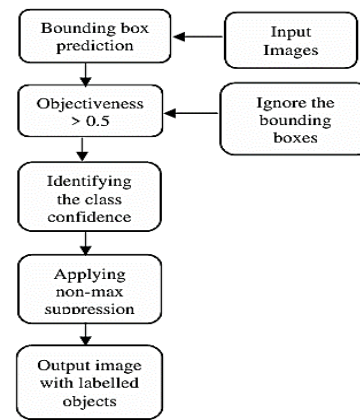 Bounding box
prediction
Input
Images
Objectiveness
> 0.5
Ignore the
bounding
boxes
Identifying
the class
confidence
Applying
non-max
suppression
Output image
with labelled
objects